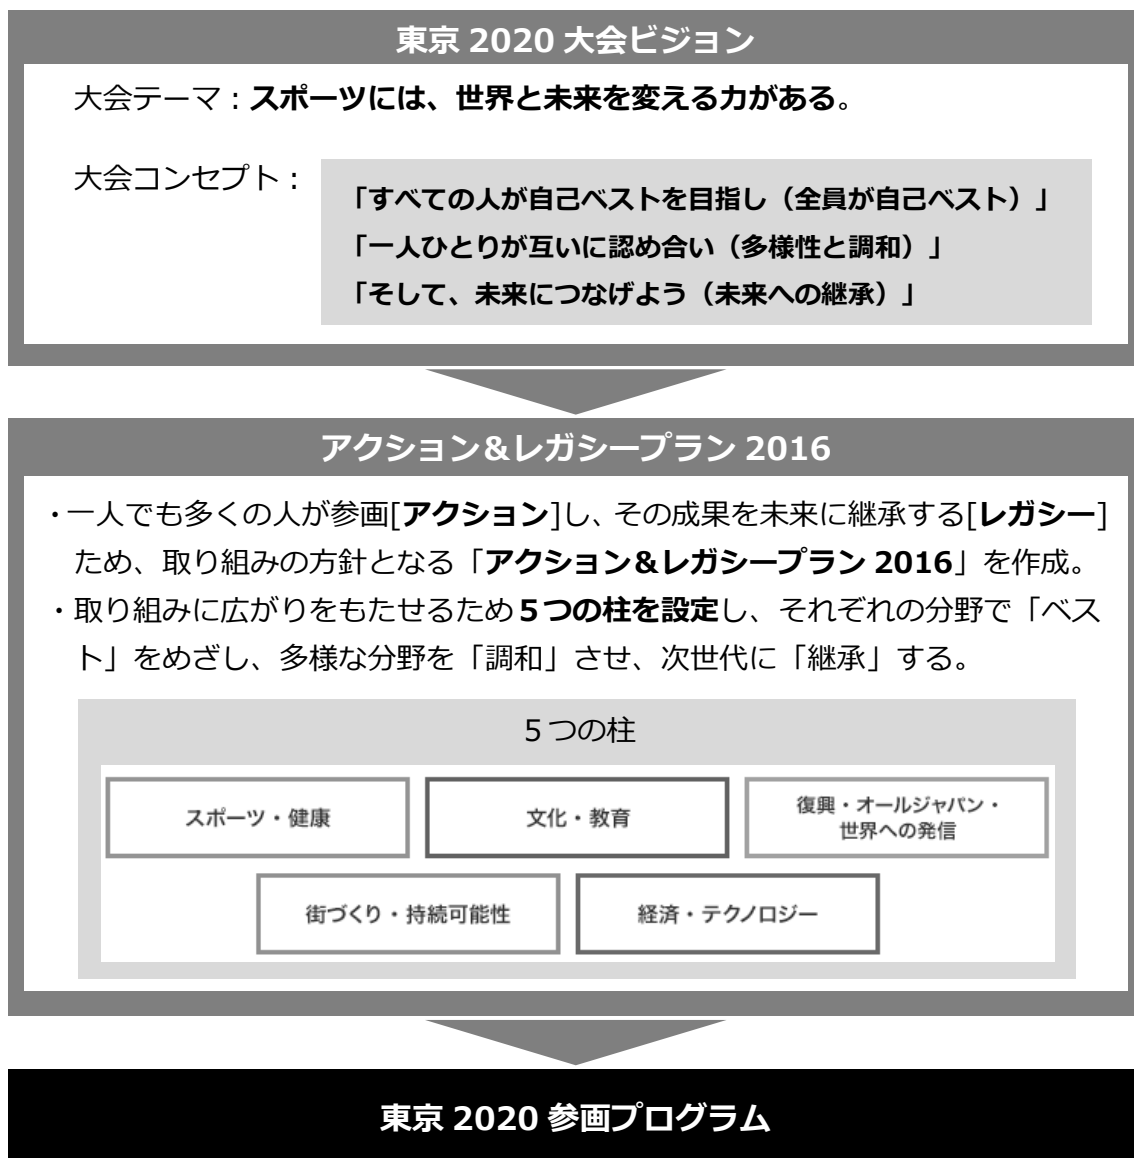 東京 2020 大会ビジョン
大会テーマ：スポーツには、世界と未来を変える力がある。
大会コンセプト：
「すべての人が自己ベストを目指し（全員が自己ベスト）」
「一人ひとりが互いに認め合い（多様性と調和）」
「そして、未来につなげよう（未来への継承）」
アクション＆レガシープラン 2016
・一人でも多くの人が参画[アクション]し、その成果を未来に継承する[レガシー]
ため、取り組みの方針となる「アクション＆レガシープラン 2016」を作成。
・取り組みに広がりをもたせるため５つの柱を設定し、それぞれの分野で「ベス
ト」をめざし、多様な分野を「調和」させ、次世代に「継承」する。
５つの柱
スポーツ・健康
文化・教育
復興・オールジャパン・
世界への発信
街づくり・持続可能性
経済・テクノロジー
東京 2020 参画プログラム